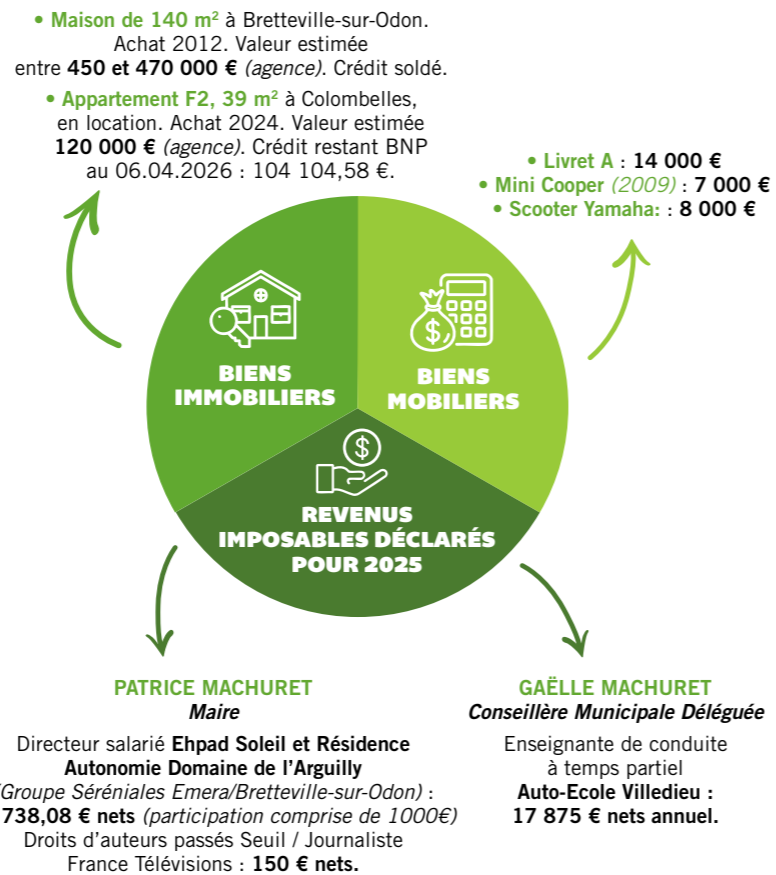 • Maison de 140 m² à Bretteville-sur-Odon.
Achat 2012. Valeur estimée
entre 450 et 470 000 € (agence). Crédit soldé.
• Appartement F2, 39 m² à Colombelles,
en location. Achat 2024. Valeur estimée
120 000 € (agence). Crédit restant BNP
au 06.04.2026 : 104 104,58 €.
• Livret A : 14 000 €
• Mini Cooper (2009) : 7 000 €
• Scooter Yamaha: : 8 000 €
BIENS
IMMOBILIERS
BIENS
MOBILIERS
REVENUS
IMPOSABLES DÉCLARÉS
POUR 2025
PATRICE MACHURET
Maire
Directeur salarié Ehpad Soleil et Résidence
Autonomie Domaine de l’Arguilly
Groupe Séréniales Emera/Bretteville-sur-Odon) :
738,08 € nets (participation comprise de 1000€)
Droits d’auteurs passés Seuil / Journaliste
France Télévisions : 150 € nets.
GAËLLE MACHURET
Conseillère Municipale Déléguée
Enseignante de conduite
à temps partiel
Auto-Ecole Villedieu :
17 875 € nets annuel.